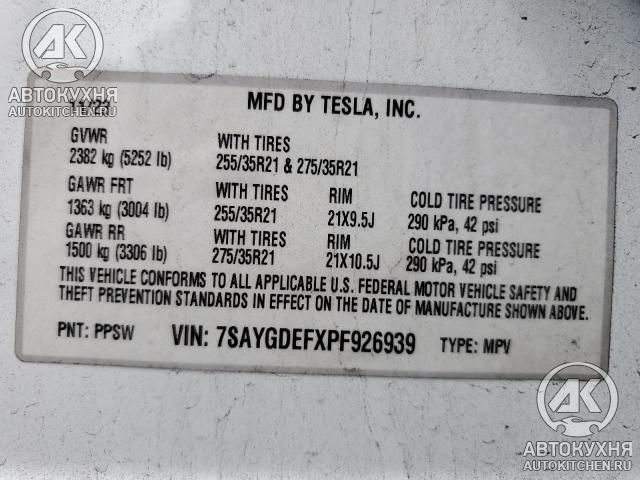 АК
АВТОКУХНЯ
AUTOKITCHEN.RU
MFD BY TESLA, INC.
GVWR
2382 kg (5252 lb)
WITH TIRES
255/35R21 & 275/35R21
GAWR FRT
1363 kg (3004 lb)
WITH TIRES
255/35R21
RIM
21X9.5J
COLD TIRE PRESSURE
290 kPa, 42 psi
GAWR RR
1500 kg (3306 lb)
WITH TIRES
275/35R21
RIM
21X10.5J
COLD TIRE PRESSURE
290 kPa, 42 psi
THIS VEHICLE CONFORMS TO ALL APPLICABLE U.S. FEDERAL MOTOR VEHICLE SAFETY AND
THEFT PREVENTION STANDARDS IN EFFECT ON THE DATE OF MANUFACTURE SHOWN ABOVE.
PNT: PPSW VIN: 7SAYGDEFXPF926939 TYPE: MPV
АК
АВТОКУХНЯ
AUTOKITCHEN.RU